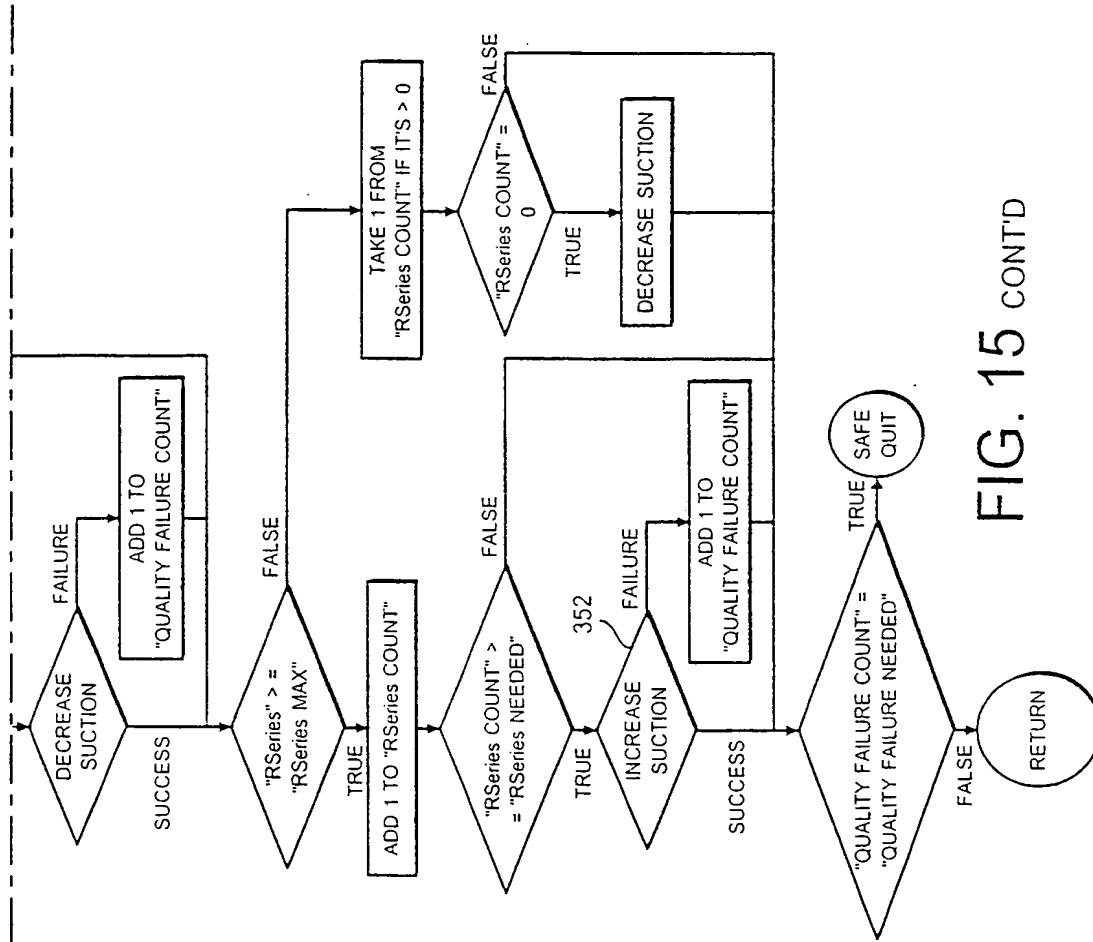 DECREASE
SUCTION
FAILURE
ADD 1 TO
"QUALITY FAILURE COUNT"
SUCCESS
"RSeries" > =
"RSeries MAX"
FALSE
TRUE
TAKE 1 FROM
"RSeries COUNT" IF IT'S > 0
"RSeries COUNT" =
0
FALSE
TRUE
DECREASE SUCTION
ADD 1 TO "RSeries COUNT"
"RSeries COUNT" >
= "RSeries NEEDED"
FALSE
TRUE
352
INCREASE
SUCTION
FAILURE
ADD 1 TO
"QUALITY FAILURE COUNT"
SUCCESS
"QUALITY FAILURE COUNT" =
"QUALITY FAILURE NEEDED"
TRUE
SAFE
QUIT
FALSE
RETURN
FIG. 15 CONT'D